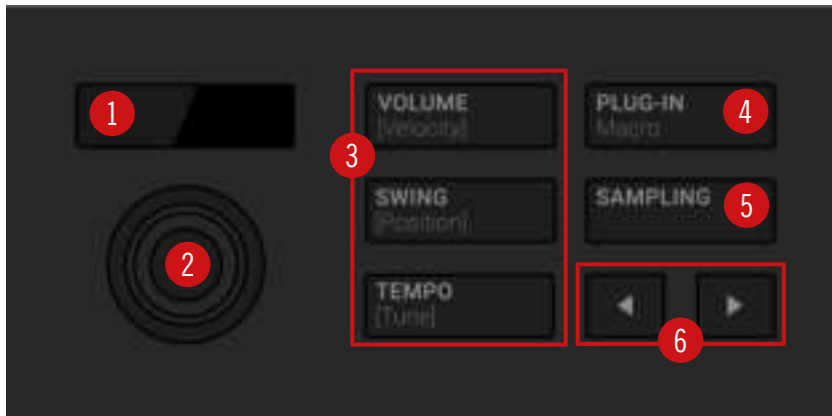 1
2
3
VOLUME
[Velocity]
SWING
[Position]
TEMPO
[Tune]
PLUG-IN
Macro
4
SAMPLING
5
6